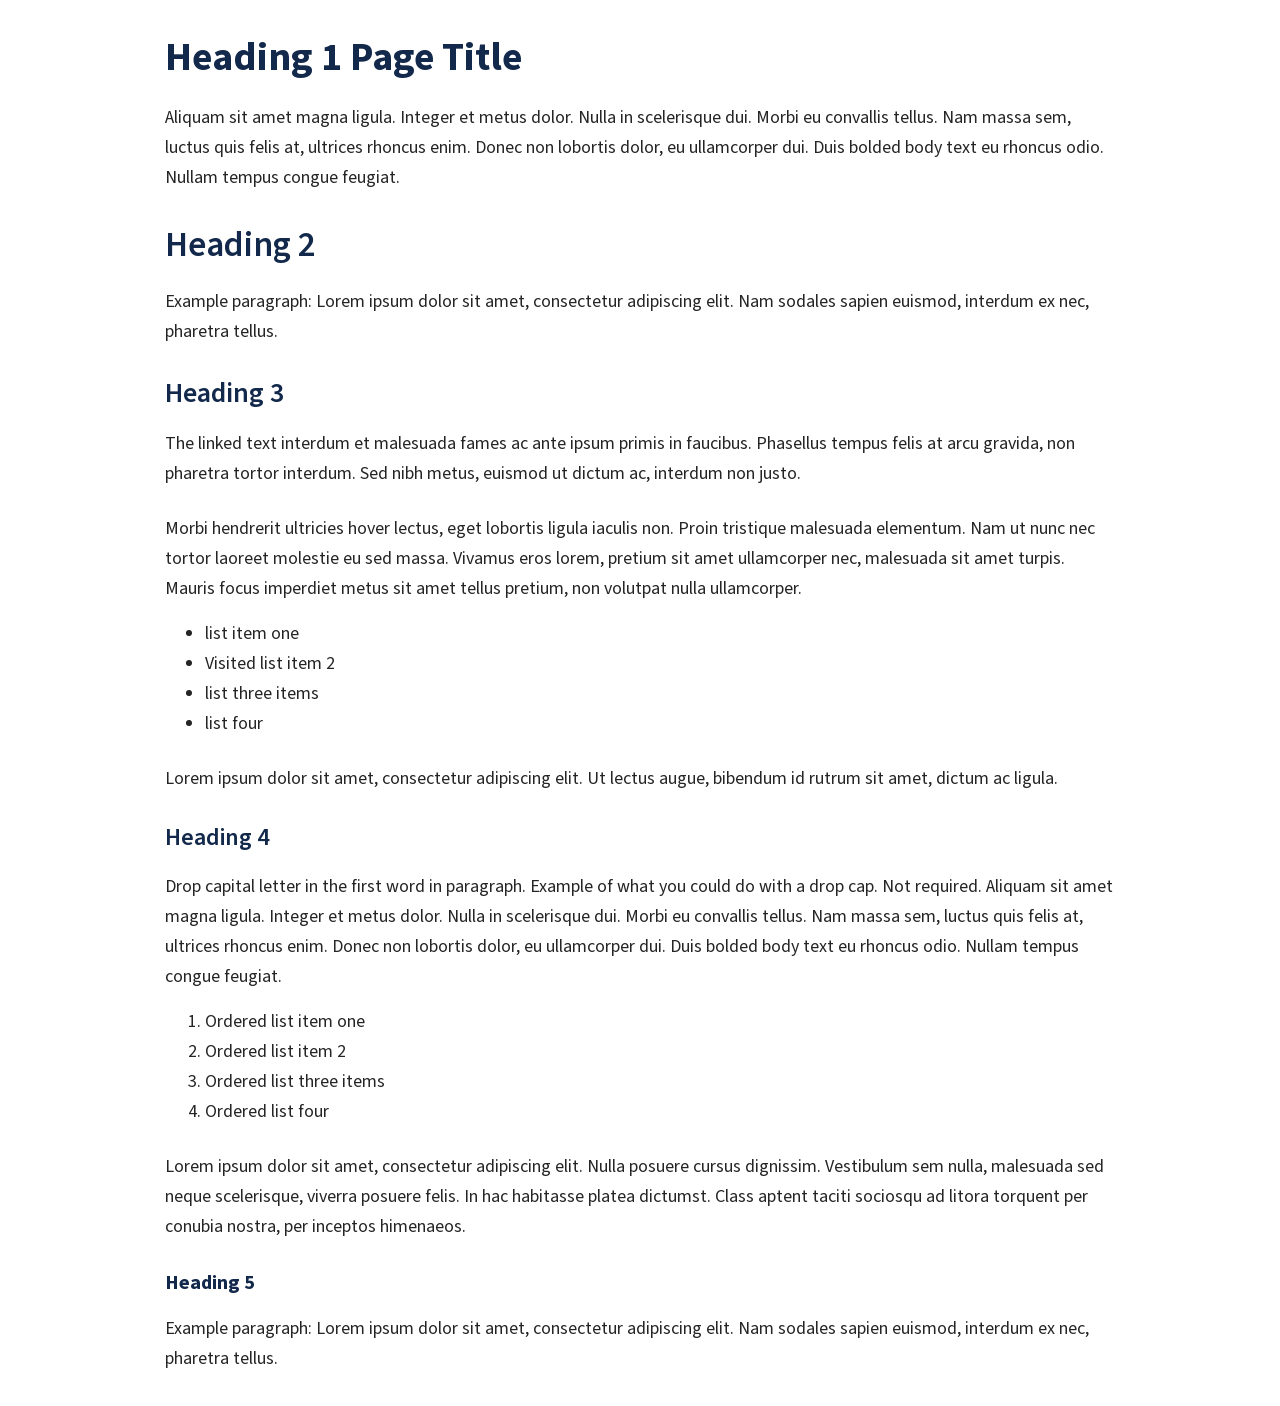 Heading 1 Page Title
Aliquam sit amet magna ligula. Integer et metus dolor. Nulla in scelerisque dui. Morbi eu convallis tellus. Nam massa sem,
luctus quis felis at, ultrices rhoncus enim. Donec non lobortis dolor, eu ullamcorper dui. Duis bolded body text eu rhoncus odio.
Nullam tempus congue feugiat.
Heading 2
Example paragraph: Lorem ipsum dolor sit amet, consectetur adipiscing elit. Nam sodales sapien euismod, interdum ex nec,
pharetra tellus.
Heading 3
The linked text interdum et malesuada fames ac ante ipsum primis in faucibus. Phasellus tempus felis at arcu gravida, non
pharetra tortor interdum. Sed nibh metus, euismod ut dictum ac, interdum non justo.
Morbi hendrerit ultricies hover lectus, eget lobortis ligula iaculis non. Proin tristique malesuada elementum. Nam ut nunc nec
tortor laoreet molestie eu sed massa. Vivamus eros lorem, pretium sit amet ullamcorper nec, malesuada sit amet turpis.
Mauris focus imperdiet metus sit amet tellus pretium, non volutpat nulla ullamcorper.
• list item one
• Visited list item 2
• list three items
• list four
Lorem ipsum dolor sit amet, consectetur adipiscing elit. Ut lectus augue, bibendum id rutrum sit amet, dictum ac ligula.
Heading 4
Drop capital letter in the first word in paragraph. Example of what you could do with a drop cap. Not required. Aliquam sit amet
magna ligula. Integer et metus dolor. Nulla in scelerisque dui. Morbi eu convallis tellus. Nam massa sem, luctus quis felis at,
ultrices rhoncus enim. Donec non lobortis dolor, eu ullamcorper dui. Duis bolded body text eu rhoncus odio. Nullam tempus
congue feugiat.
1. Ordered list item one
2. Ordered list item 2
3. Ordered list three items
4. Ordered list four
Lorem ipsum dolor sit amet, consectetur adipiscing elit. Nulla posuere cursus dignissim. Vestibulum sem nulla, malesuada sed
neque scelerisque, viverra posuere felis. In hac habitasse platea dictumst. Class aptent taciti sociosqu ad litora torquent per
conubia nostra, per inceptos himenaeos.
Heading 5
Example paragraph: Lorem ipsum dolor sit amet, consectetur adipiscing elit. Nam sodales sapien euismod, interdum ex nec,
pharetra tellus.